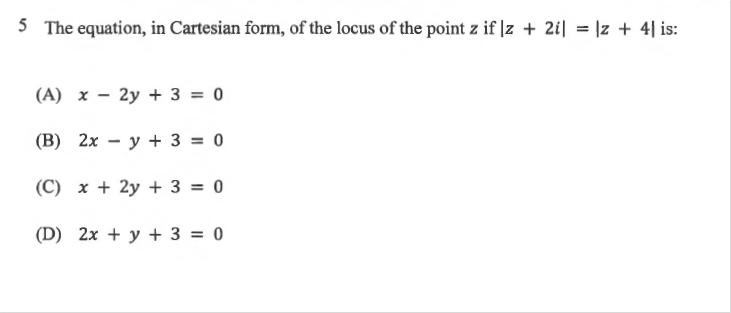 5 The equation, in Cartesian form, of the locus of the point z if |z + 2i| = |z + 4| is:
(A) x − 2y + 3 = 0
(B) 2x − y + 3 = 0
(C) x + 2y + 3 = 0
(D) 2x + y + 3 = 0